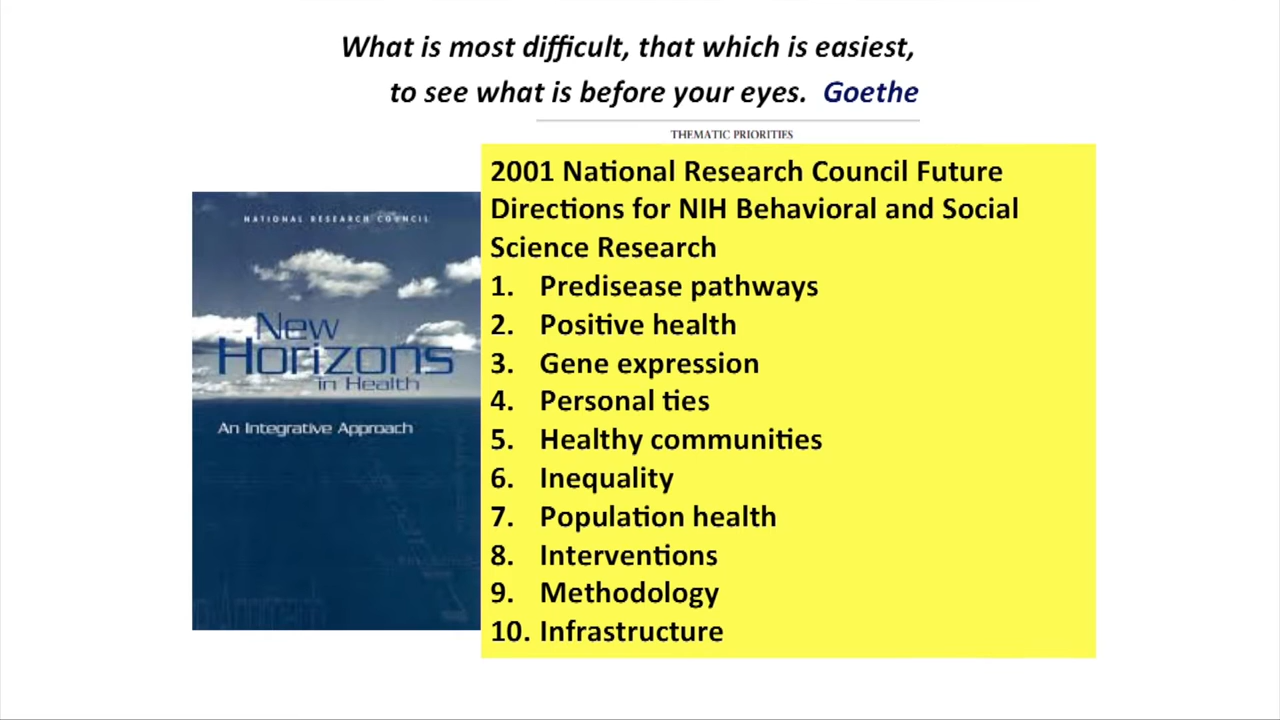 What is most difficult, that which is easiest,
to see what is before your eyes. Goethe
THEMATIC PRIORITIES
2001 National Research Council Future
Directions for NIH Behavioral and Social
Science Research
1. Predisease pathways
2. Positive health
3. Gene expression
4. Personal ties
5. Healthy communities
6. Inequality
7. Population health
8. Interventions
9. Methodology
10. Infrastructure
NATIONAL RESEARCH COUNCIL
New
Horizons
in Health
An Integrative Approach